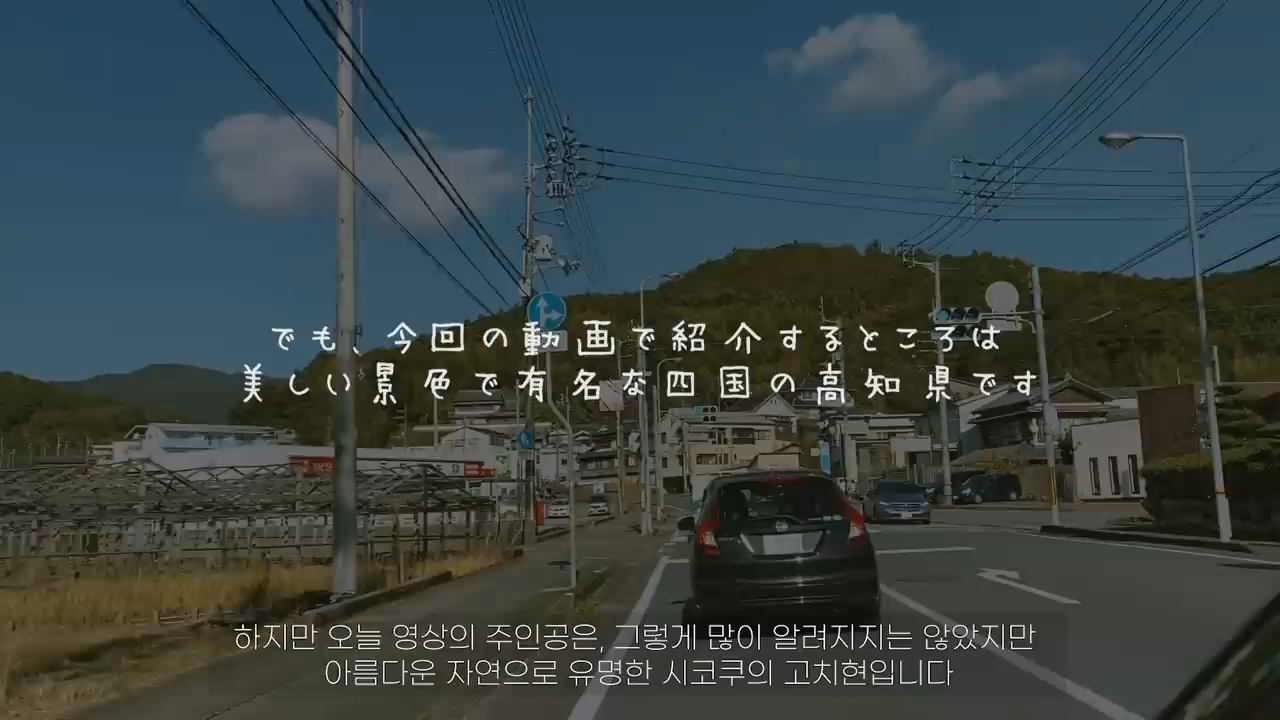 でも、今回の動画で紹介するところは
美しい景色で有名な四国の高知県です
하지만 오늘 영상의 주인공은, 그렇게 많이 알려지지는 않았지만
아름다운 자연으로 유명한 시코쿠의 고치현입니다